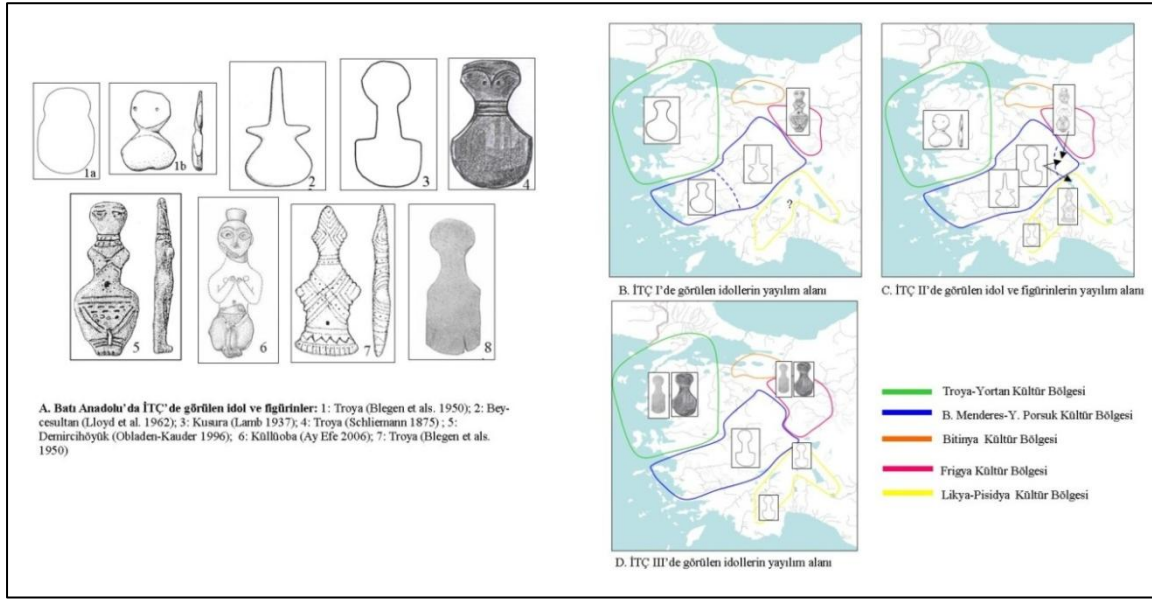 1a
1b
2
3
4
5
6
7
8
A. Batı Anadolu'da İTÇ'de görülen idol ve figürinler: 1: Troya (Blegen et als. 1950); 2: Bey-
cesultan (Lloyd et al. 1962); 3: Kusura (Lamb 1937); 4: Troya (Schliemann 1875) ; 5:
Demircihöyük (Obladen-Kauder 1996); 6: Küllüoba (Ay Efe 2006); 7: Troya (Blegen et als.
1950)
?
B. İTÇ I'de görülen idollerin yayılım alanı
C. İTÇ II'de görülen idol ve figürinlerin yayılım alanı
D. İTÇ III'de görülen idollerin yayılım alanı
Troya-Yortan Kültür Bölgesi
B. Menderes-Y. Porsuk Kültür Bölgesi
Bitinya Kültür Bölgesi
Frigya Kültür Bölgesi
Likya-Pisidya Kültür Bölgesi